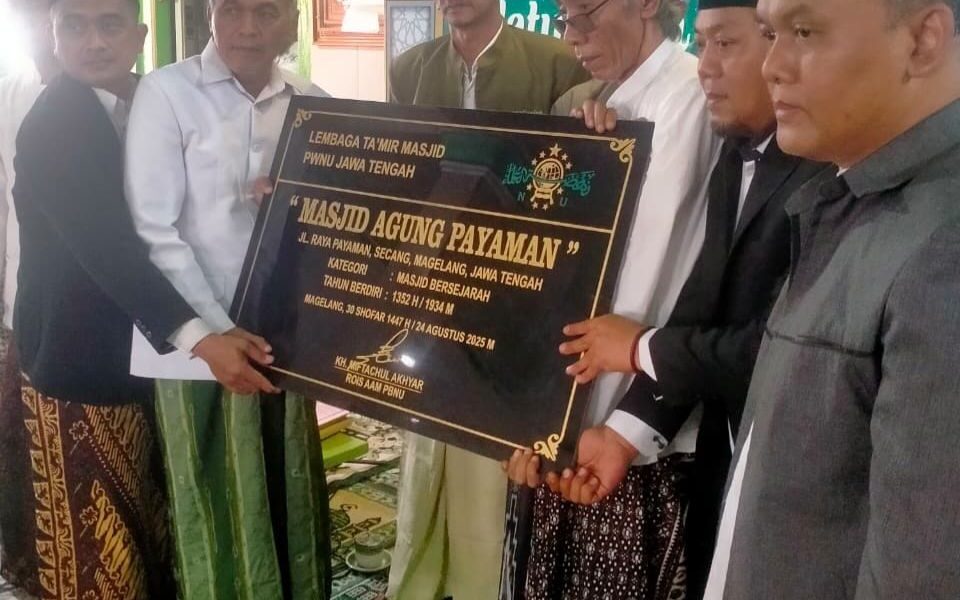 LEMBAGA TA'MIR MASJID
PWNU JAWA TENGAH
N U
“MASJID AGUNG PAYAMAN”
JL. RAYA PAYAMAN, SECANG, MAGELANG, JAWA TENGAH
KATEGORI : MASJID BERSEJARAH
TAHUN BERDIRI : 1352 H / 1934 M
MAGELANG, 30 SHOFAR 1447 H / 24 AGUSTUS 2025 M
KH. MIFTACHUL AKHYAR
ROIS AAM PBNU